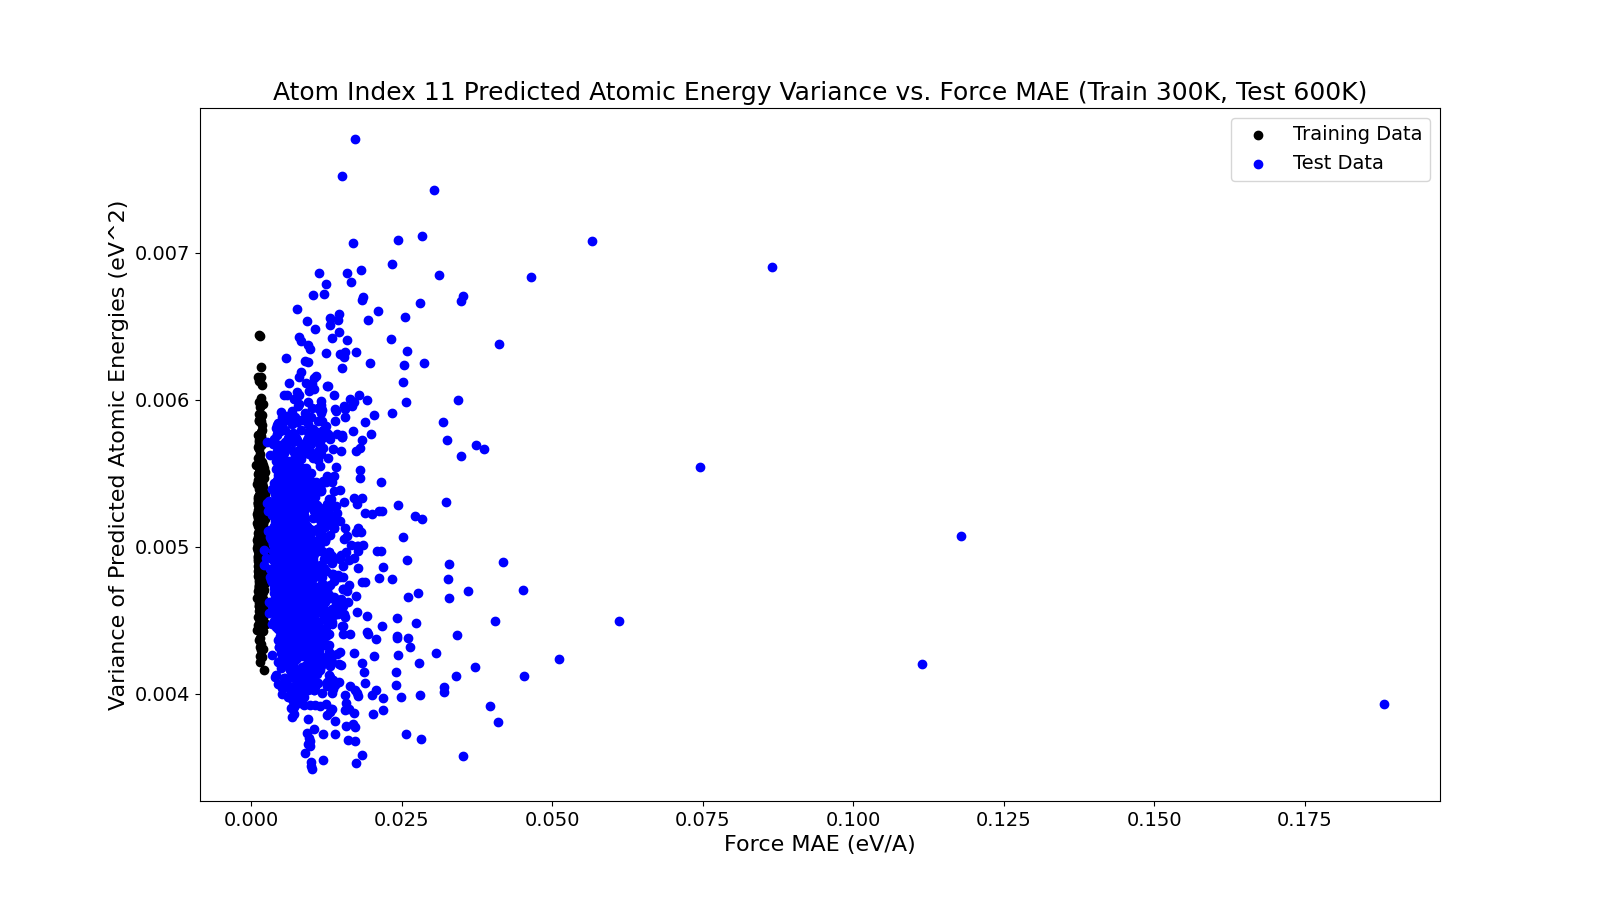 Atom Index 11 Predicted Atomic Energy Variance vs. Force MAE (Train 300K, Test 600K)
Training Data
Test Data
Variance of Predicted Atomic Energies (eV^2)
0.007
0.006
0.005
0.004
0.000
0.025
0.050
0.075
0.100
0.125
0.150
0.175
Force MAE (eV/A)